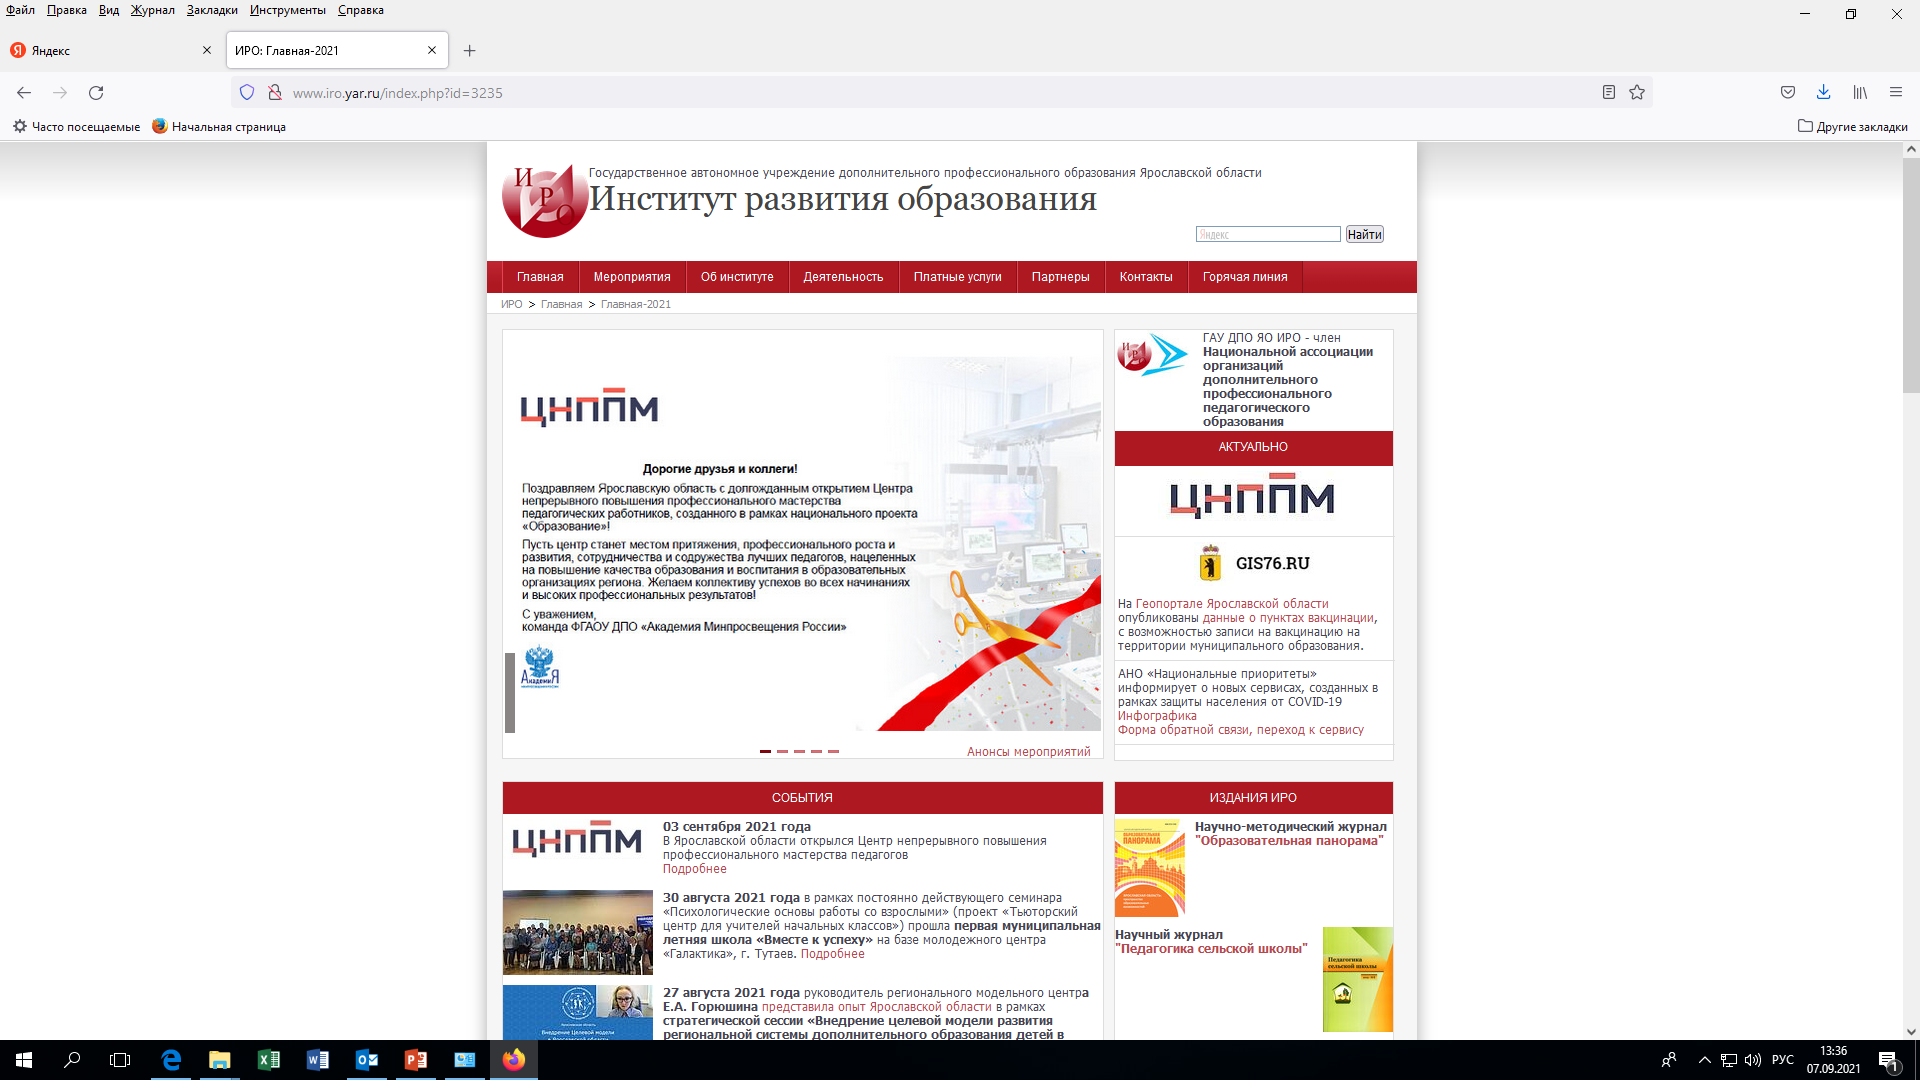 Файл Правка Вид Журнал Закладки Инструменты Справка
Яндекс
ИРО: Главная-2021
www.iro.yar.ru/index.php?id=3235
Часто посещаемые
Начальная страница
Другие закладки
ИРО
Государственное автономное учреждение дополнительного профессионального образования Ярославской области
Институт развития образования
Яндекс
Найти
Главная Мероприятия Об институте Деятельность Платные услуги Партнеры Контакты Горячая линия
ИРО > Главная > Главная-2021
ЦНППМ
Дорогие друзья и коллеги!
Поздравляем Ярославскую область с долгожданным открытием Центра
непрерывного повышения профессионального мастерства
педагогических работников, созданного в рамках национального проекта
«Образование»!
Пусть центр станет местом притяжения, профессионального роста и
развития, сотрудничества и содружества лучших педагогов, нацеленных
на повышение качества образования и воспитания в образовательных
организациях региона. Желаем коллективу успехов во всех начинаниях
и высоких профессиональных результатов!
С уважением,
команда ФГАОУ ДПО «Академия Минпросвещения России»
АкадемиЯ
Анонсы мероприятий
ИРО
ГАУ ДПО ЯО ИРО - член
Национальной ассоциации
организаций
дополнительного
профессионального
педагогического
образования
АКТУАЛЬНО
ЦНППМ
GIS76.RU
На Геопортале Ярославской области
опубликованы данные о пунктах вакцинации,
с возможностью записи на вакцинацию на
территории муниципального образования.
АНО «Национальные приоритеты»
информирует о новых сервисах, созданных в
рамках защиты населения от COVID-19
Инфографика
Форма обратной связи, переход к сервису
СОБЫТИЯ
ЦНППМ
03 сентября 2021 года
В Ярославской области открылся Центр непрерывного повышения
профессионального мастерства педагогов
Подробнее
30 августа 2021 года в рамках постоянно действующего семинара
«Психологические основы работы со взрослыми» (проект «Тьюторский
центр для учителей начальных классов») прошла первая муниципальная
летняя школа «Вместе к успеху» на базе молодежного центра
«Галактика», г. Тутаев. Подробнее
Внедрение Целевой модели
27 августа 2021 года руководитель регионального модельного центра
Е.А. Горюшина представила опыт Ярославской области в рамках
стратегической сессии «Внедрение целевой модели развития
региональной системы дополнительного образования детей в
ИЗДАНИЯ ИРО
ПАНОРАМА
Научно-методический журнал
"Образовательная панорама"
Научный журнал
"Педагогика сельской школы"
Педагогика
сельской школы
РУС
13:36
07.09.2021
1